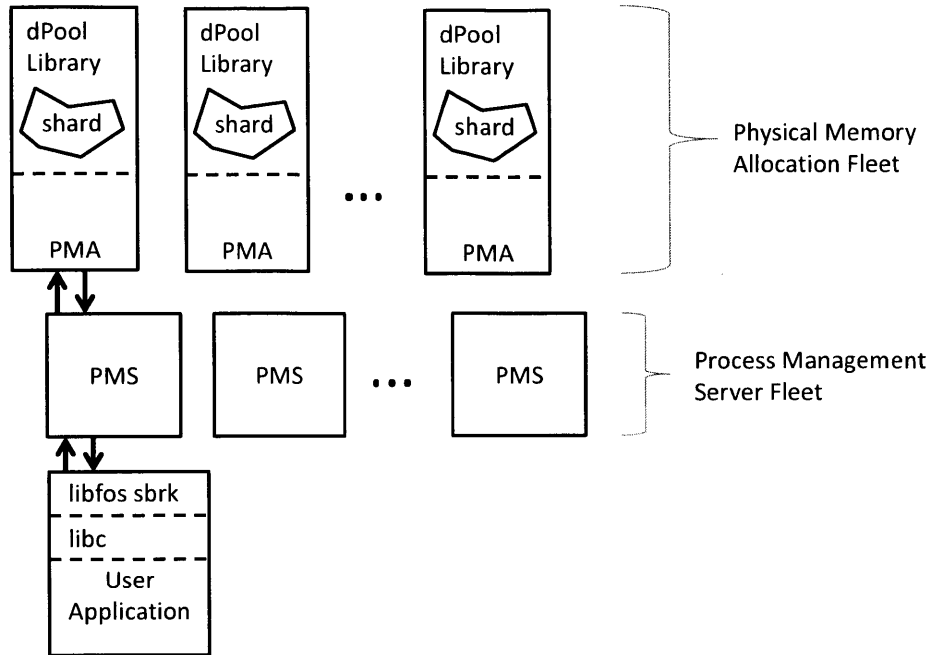 dPool
Library
shard
PMA
dPool
Library
shard
PMA
...
dPool
Library
shard
PMA
Physical Memory
Allocation Fleet
PMS
PMS
...
PMS
Process Management
Server Fleet
libfos sbrk
libc
User
Application